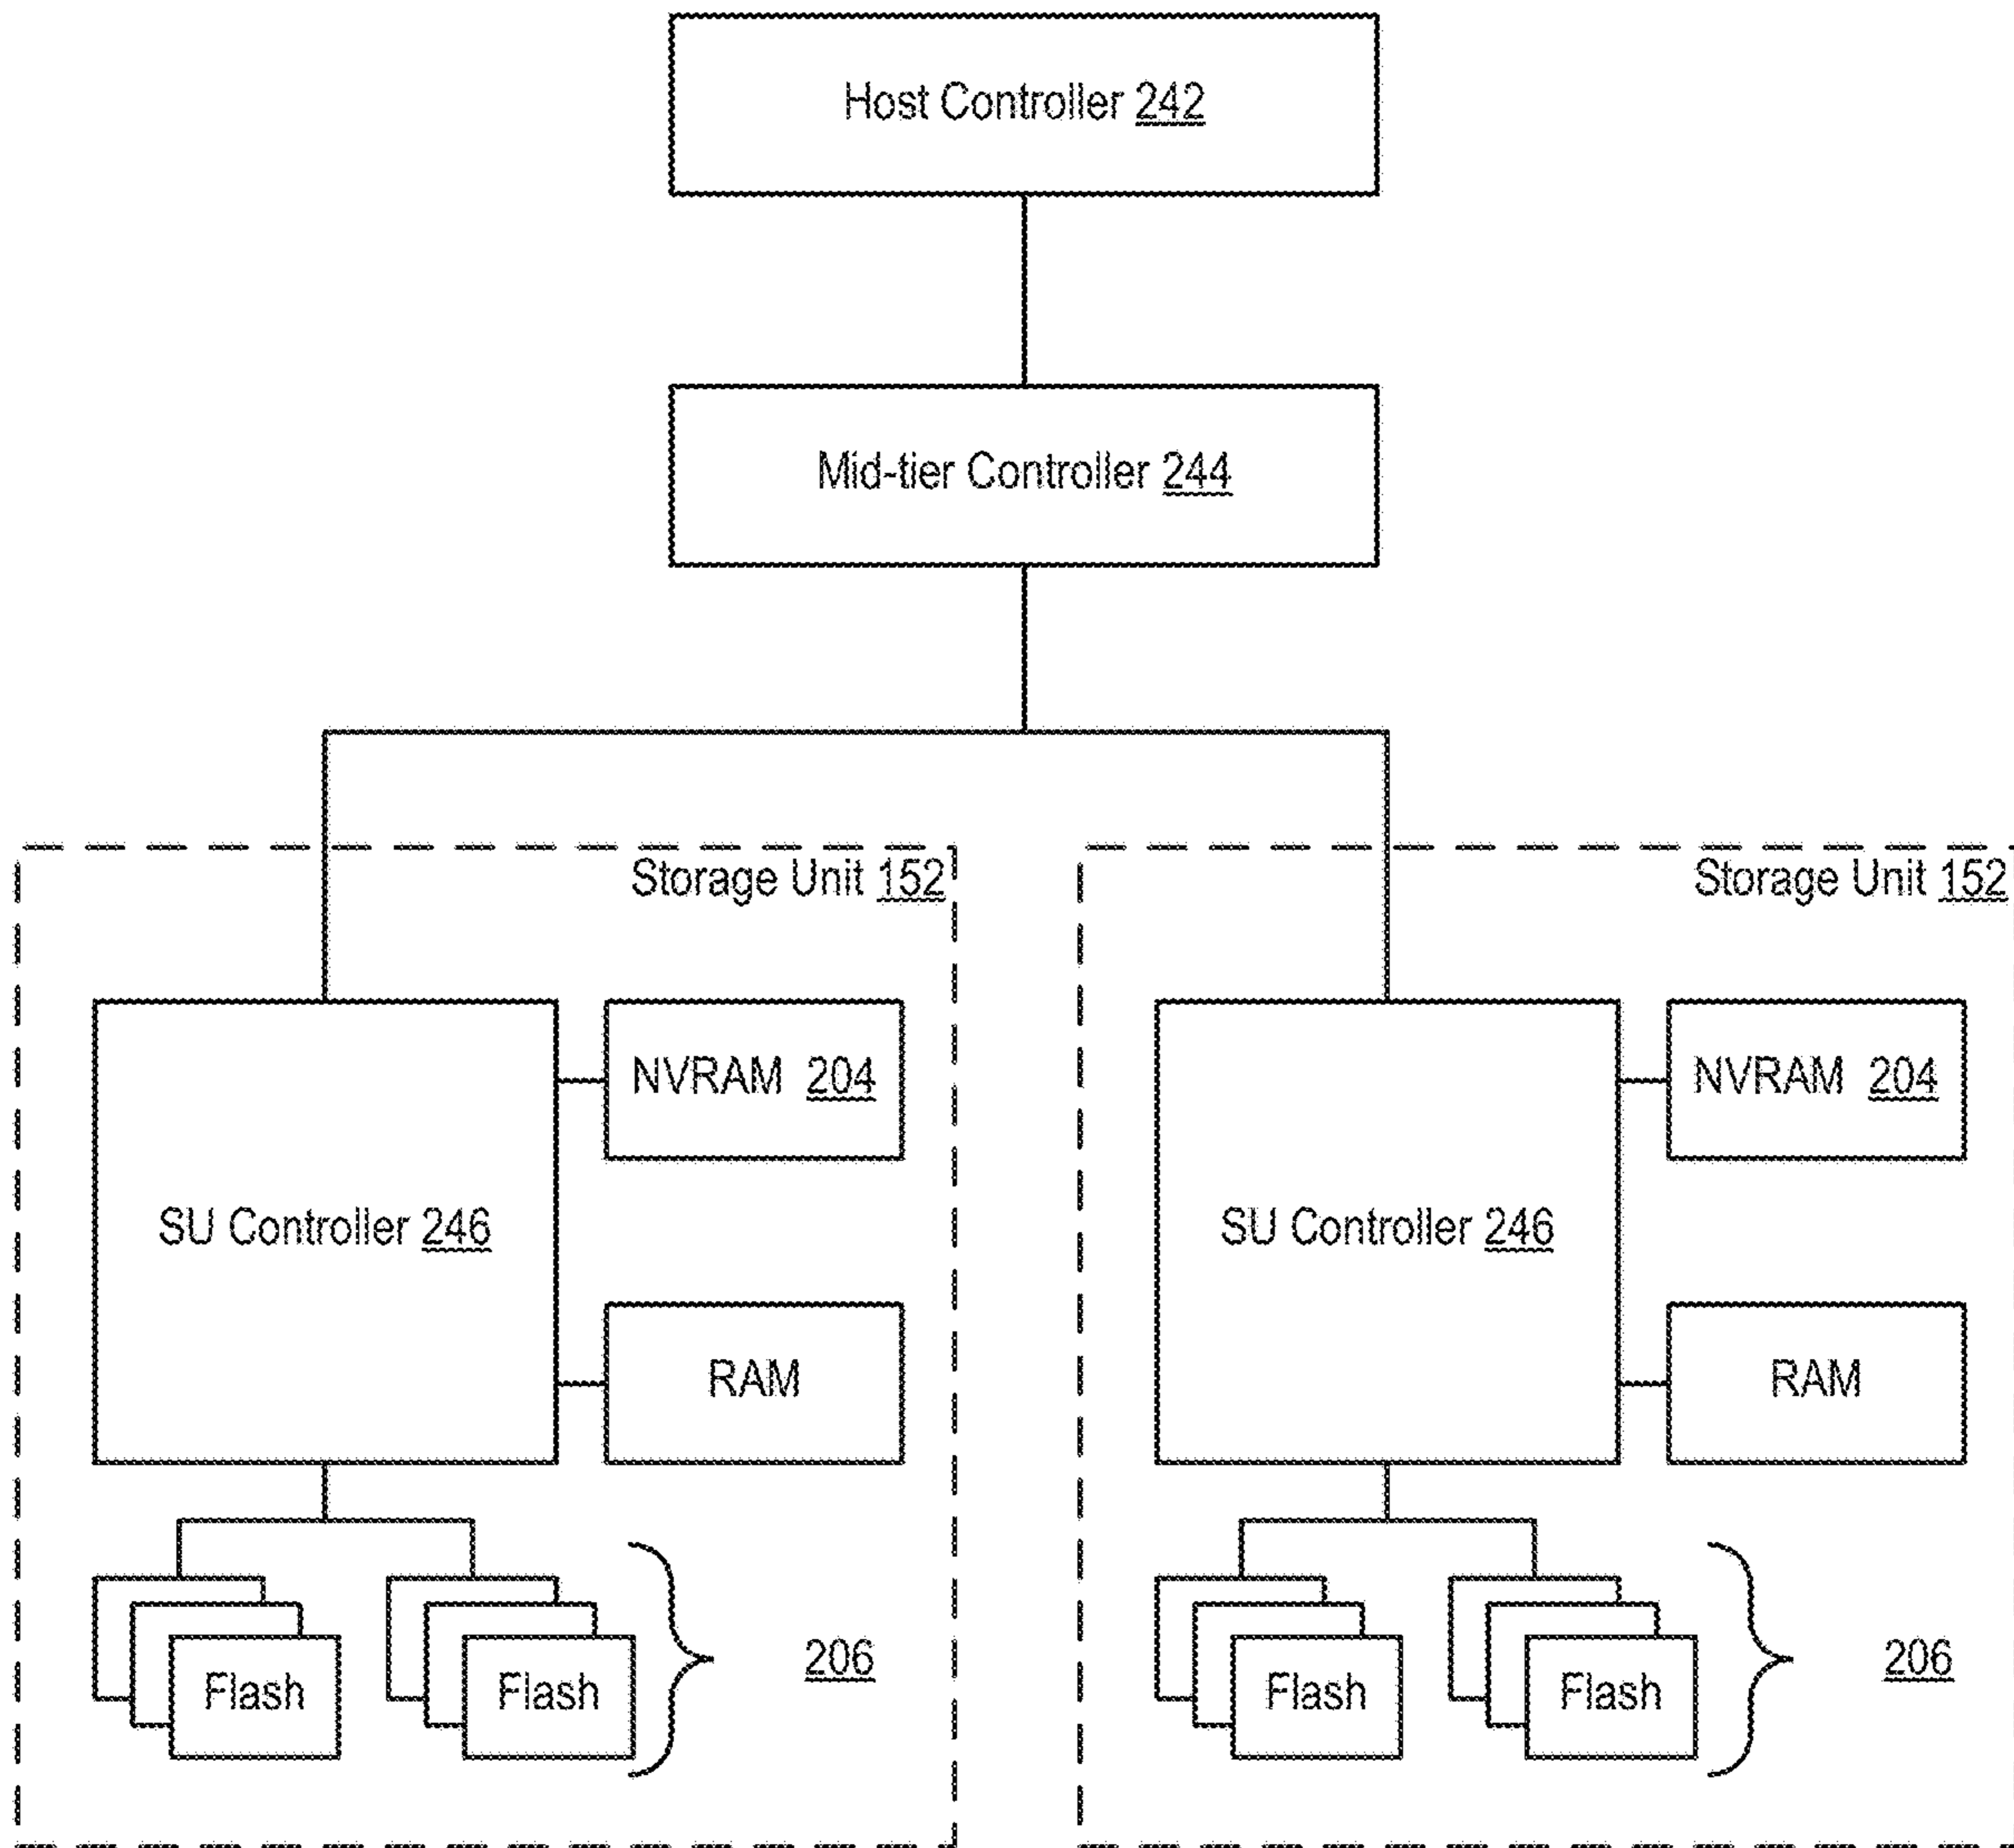 Host Controller 242
Mid-tier Controller 244
Storage Unit 152
NVRAM 204
SU Controller 246
RAM
Flash
Flash
206
Storage Unit 152
NVRAM 204
SU Controller 246
RAM
Flash
Flash
206